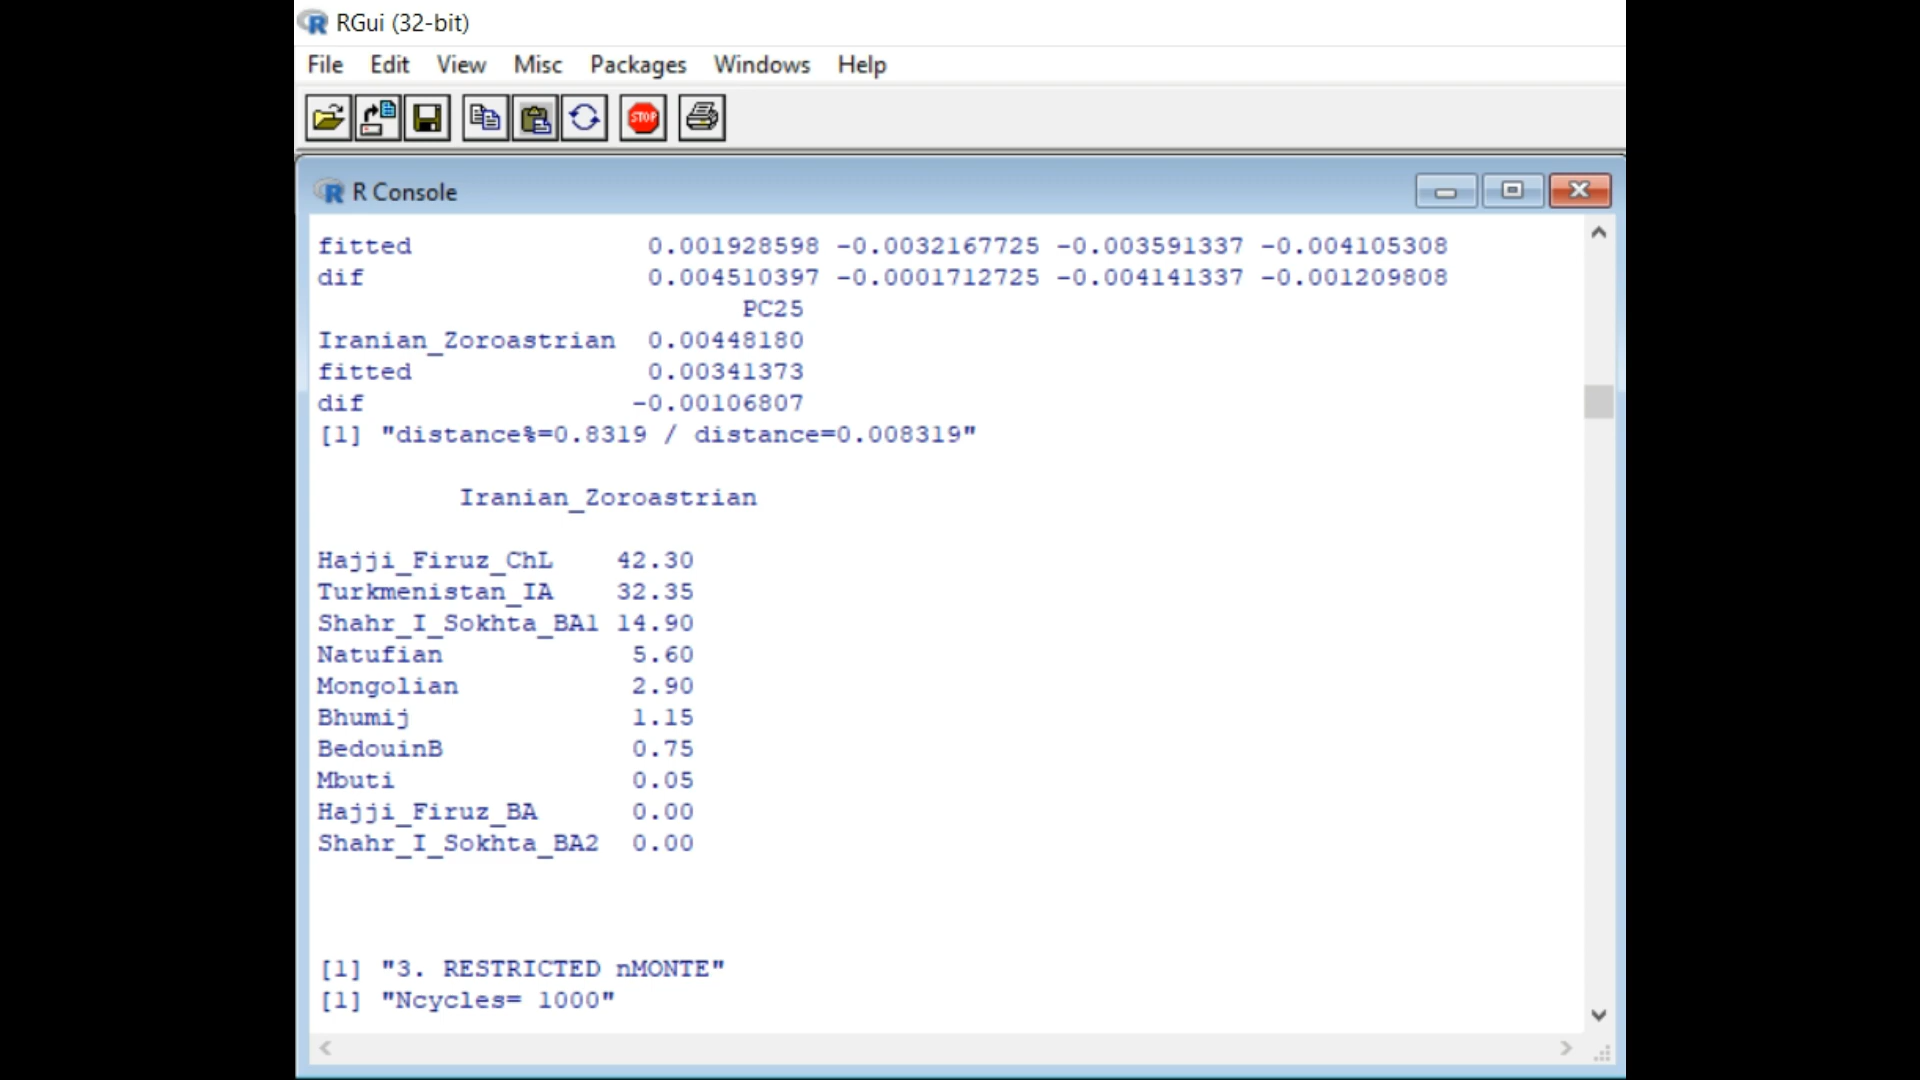 RGui (32-bit)
File Edit View Misc Packages Windows Help
STOP
R Console
fitted 0.001928598 -0.0032167725 -0.003591337 -0.004105308
dif 0.004510397 -0.0001712725 -0.004141337 -0.001209808
PC25
Iranian_Zoroastrian 0.00448180
fitted 0.00341373
dif -0.00106807
[1] "distance%=0.8319 / distance=0.008319"
Iranian_Zoroastrian
Hajji_Firuz_ChL 42.30
Turkmenistan_IA 32.35
Shahr_I_Sokhta_BA1 14.90
Natufian 5.60
Mongolian 2.90
Bhumij 1.15
BedouinB 0.75
Mbuti 0.05
Hajji_Firuz_BA 0.00
Shahr_I_Sokhta_BA2 0.00
[1] "3. RESTRICTED nMONTE"
[1] "Ncycles= 1000"